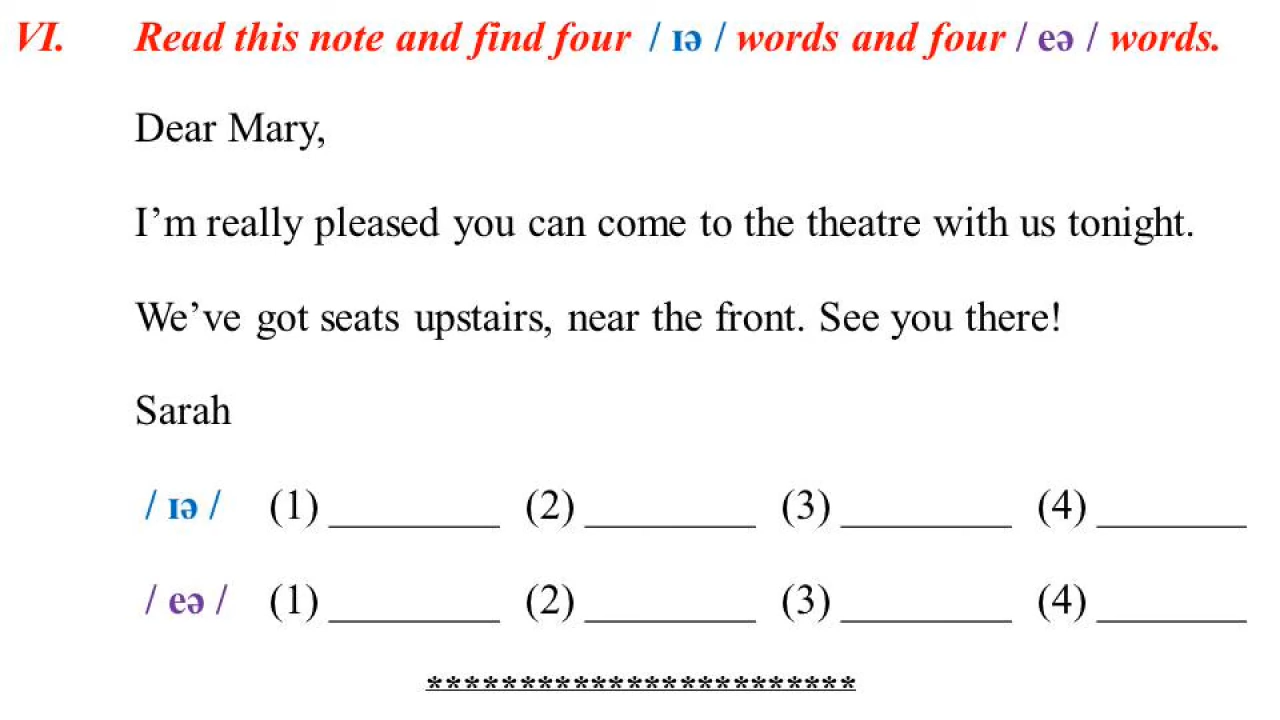 VI. Read this note and find four / ɪə / words and four / eə / words.
Dear Mary,
I’m really pleased you can come to the theatre with us tonight.
We’ve got seats upstairs, near the front. See you there!
Sarah
/ ɪə / (1) ________ (2) ________ (3) ________ (4) _______
/ eə / (1) ________ (2) ________ (3) ________ (4) _______
***********************